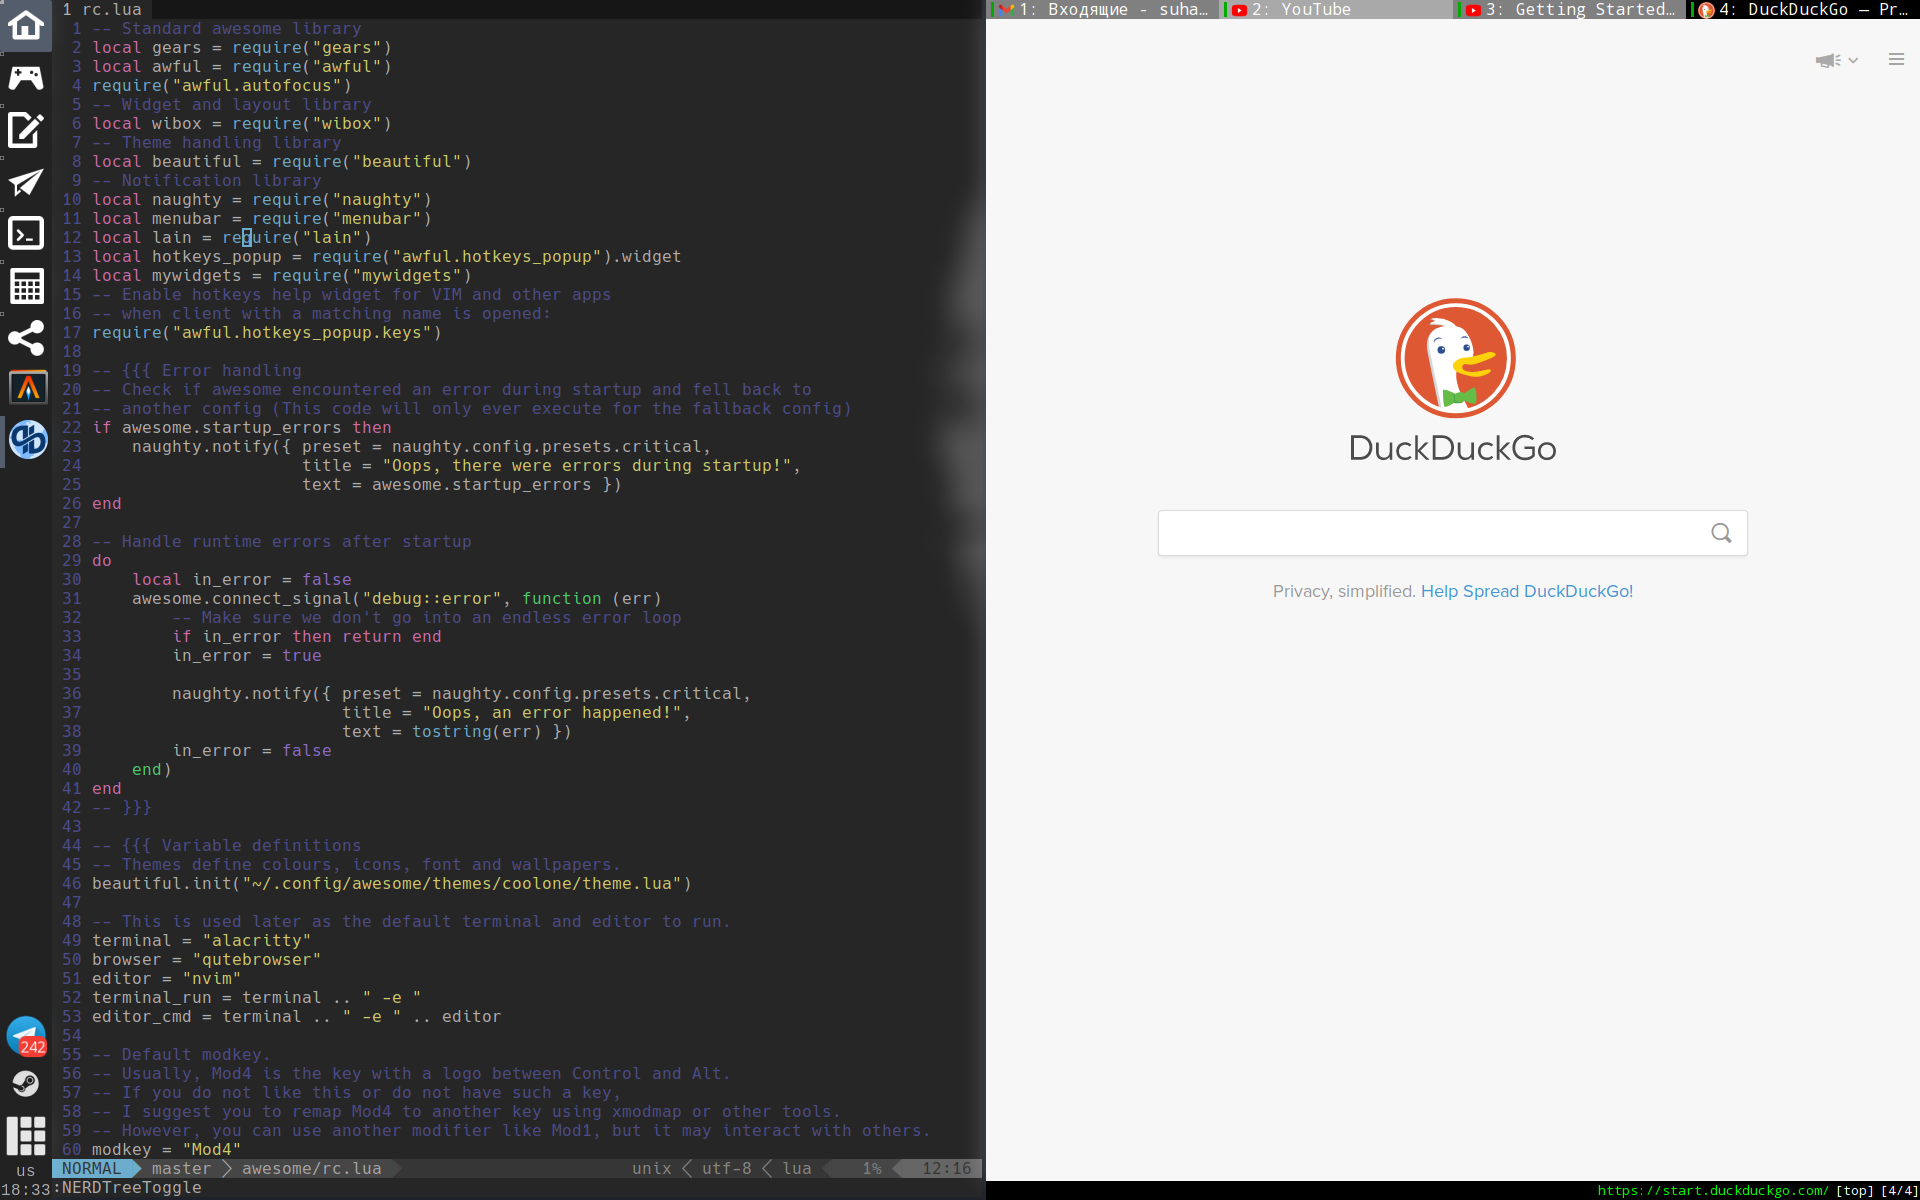 1 rc.lua
1 -- Standard awesome library
2 local gears = require("gears")
3 local awful = require("awful")
4 require("awful.autofocus")
5 -- Widget and layout library
6 local wibox = require("wibox")
7 -- Theme handling library
8 local beautiful = require("beautiful")
9 -- Notification library
10 local naughty = require("naughty")
11 local menubar = require("menubar")
12 local lain = require("lain")
13 local hotkeys_popup = require("awful.hotkeys_popup").widget
14 local mywidgets = require("mywidgets")
15 -- Enable hotkeys help widget for VIM and other apps
16 -- when client with a matching name is opened:
17 require("awful.hotkeys_popup.keys")
18
19 -- {{{ Error handling
20 -- Check if awesome encountered an error during startup and fell back to
21 -- another config (This code will only ever execute for the fallback config)
22 if awesome.startup_errors then
23     naughty.notify({ preset = naughty.config.presets.critical,
24                      title = "Oops, there were errors during startup!",
25                      text = awesome.startup_errors })
26 end
27
28 -- Handle runtime errors after startup
29 do
30     local in_error = false
31     awesome.connect_signal("debug::error", function (err)
32         -- Make sure we don't go into an endless error loop
33         if in_error then return end
34         in_error = true
35
36         naughty.notify({ preset = naughty.config.presets.critical,
37                          title = "Oops, an error happened!",
38                          text = tostring(err) })
39         in_error = false
40     end)
41 end
42 -- }}}
43
44 -- {{{ Variable definitions
45 -- Themes define colours, icons, font and wallpapers.
46 beautiful.init("~/.config/awesome/themes/coolone/theme.lua")
47
48 -- This is used later as the default terminal and editor to run.
49 terminal = "alacritty"
50 browser = "qutebrowser"
51 editor = "nvim"
52 terminal_run = terminal .. " -e "
53 editor_cmd = terminal .. " -e " .. editor
54
55 -- Default modkey.
56 -- Usually, Mod4 is the key with a logo between Control and Alt.
57 -- If you do not like this or do not have such a key,
58 -- I suggest you to remap Mod4 to another key using xmodmap or other tools.
59 -- However, you can use another modifier like Mod1, but it may interact with others.
60 modkey = "Mod4"
NORMAL master awesome/rc.lua unix utf-8 lua 1% 12:16
:NERDTreeToggle
242
us
18:33
1: Входящие - suha… 2: YouTube 3: Getting Started… 4: DuckDuckGo — Pr…
DuckDuckGo
Privacy, simplified. Help Spread DuckDuckGo!
https://start.duckduckgo.com/ [top] [4/4]